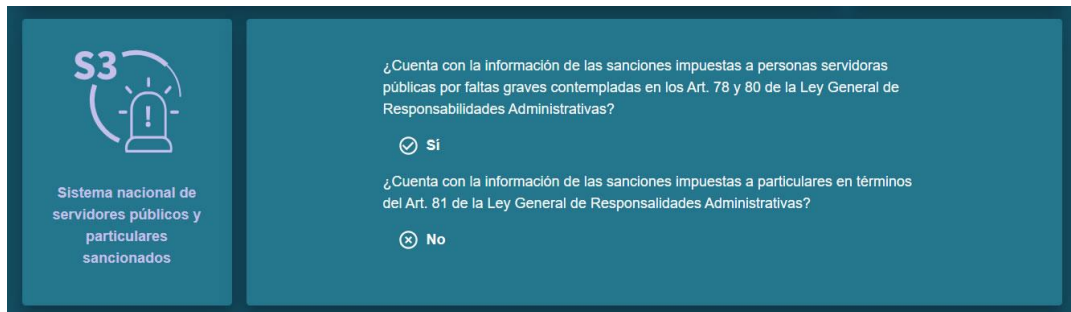 S3
Sistema nacional de
servidores públicos y
particulares
sancionados
¿Cuenta con la información de las sanciones impuestas a personas servidoras
públicas por faltas graves contempladas en los Art. 78 y 80 de la Ley General de
Responsabilidades Administrativas?
Sí
¿Cuenta con la información de las sanciones impuestas a particulares en términos
del Art. 81 de la Ley General de Responsalidades Administrativas?
No